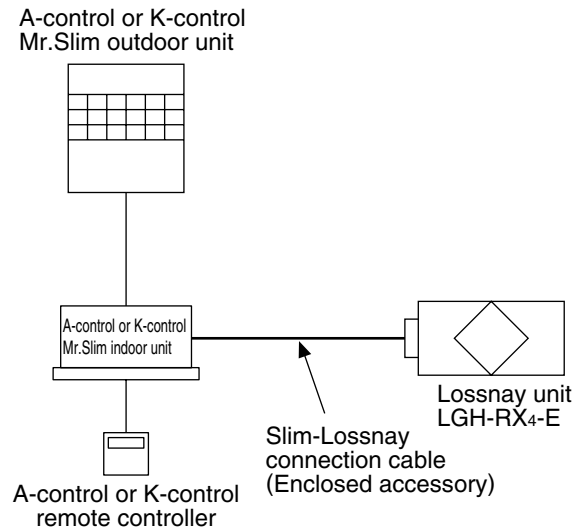 A-control or K-control
Mr.Slim outdoor unit
A-control or K-control
Mr.Slim indoor unit
Lossnay unit
LGH-RX4-E
Slim-Lossnay
connection cable
(Enclosed accessory)
A-control or K-control
remote controller